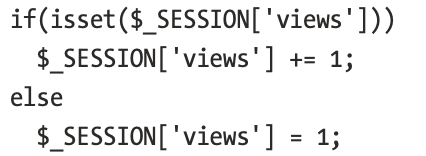 if(isset($_SESSION['views']))
  $_SESSION['views'] += 1;
else
  $_SESSION['views'] = 1;